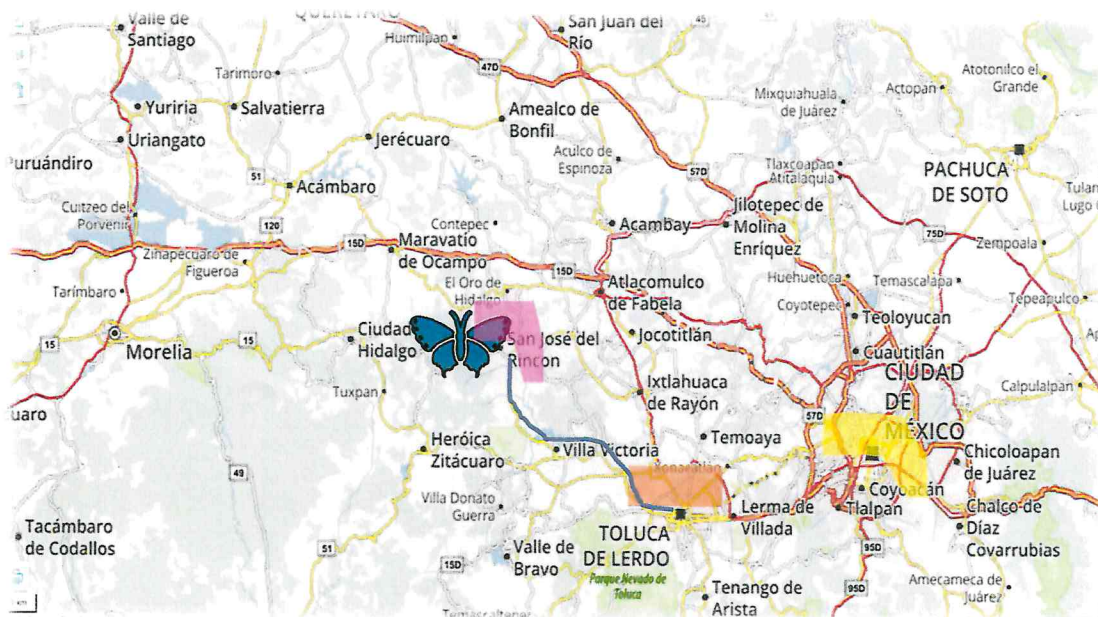 QUERÉTARO
Valle de
Santiago
San Juan del
Río
45
Huimilpan
47D
Tarimoro
Atotonilco el
Grande
Actopan
Mixquiahuala
de Juárez
Yuriria
Salvatierra
Amealco de
Bonfil
Uriangato
Jerécuaro
Aculco de
Espinoza
Puruándiro
51
57D
Tlaxcoapan
Atitalaquia
PACHUCA
DE SOTO
Acámbaro
Cuitzeo del
Porvenir
120
Contepec
Acambay
Jilotepec de
Molina
Enríquez
75D
Zempoala
15D
Maravatío
de Ocampo
Zinapécuaro de
Figueroa
15D
Tarímbaro
El Oro de
Hidalgo
Atlacomulco
de Fabela
Huehuetoca
Temascalapa
Coyotepec
Tepeapulco
Teoloyucan
15
Morelia
15
Ciudad
Hidalgo
San José del
Rincon
Jocotitlán
Cuautitlán
CIUDAD
DE
MÉXICO
Tuxpan
Ixtlahuaca
de Rayón
Calpulalpan
57D
49
Heróica
Zitácuaro
Villa Victoria
Temoaya
Chicoloapan
de Juárez
Villa Donato
Guerra
Coyoacán
Tlalpan
Lerma de
Villada
Chalco de
Díaz
Covarrubias
Tacámbaro
de Codallos
51
TOLUCA
DE LERDO
Parque Nevado de
Toluca
15D
Valle de
Bravo
95D
95D
Tenango de
Arista
Amecameca de
Juárez
km